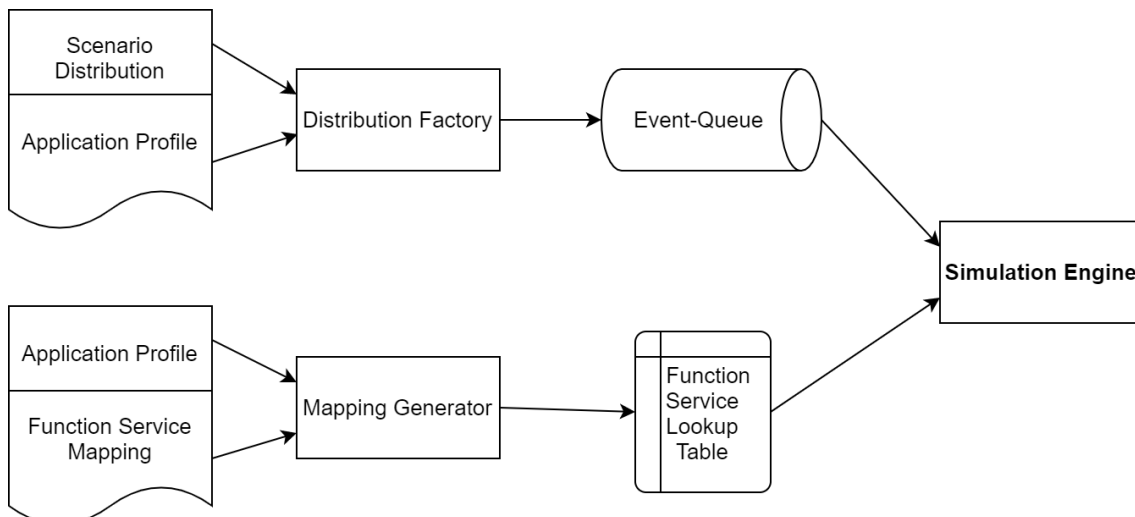 Scenario
Distribution
Application Profile
Distribution Factory
Event-Queue
Simulation Engine
Application Profile
Function Service
Mapping
Mapping Generator
Function
Service
Lookup
Table